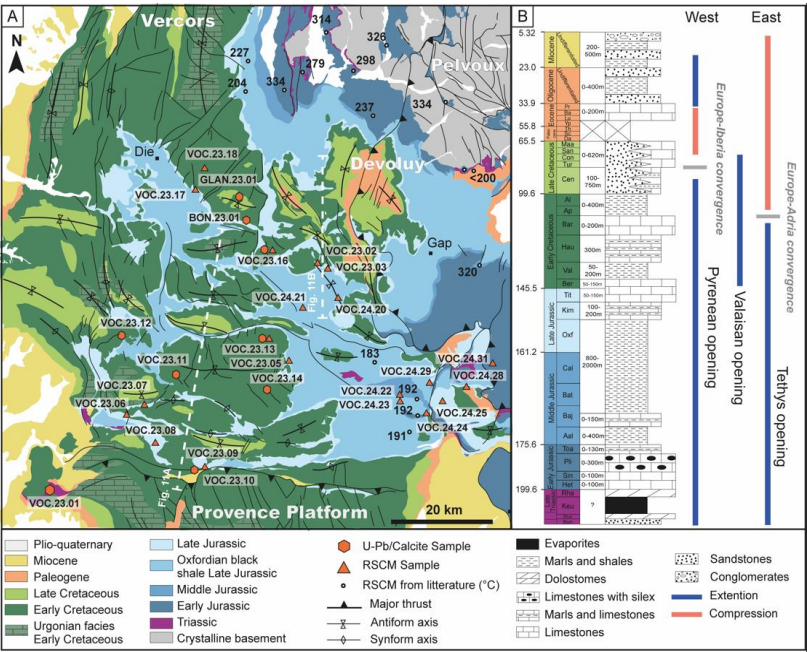 A
Vercors
N
314
326
227
279
298
Pelvoux
204
334
334
237
Die
VOC.23.18
Devoluy
GLAN.23.01
VOC.23.17
<200
BON.23.01
Gap
VOC.23.02
VOC.23.16
VOC.23.03
320
Fig. 11B
VOC.24.21
VOC.24.20
VOC.23.12
VOC.23.13
183
VOC.24.31
VOC.23.11
VOC.23.05
VOC.24.29
VOC.24.28
VOC.23.07
VOC.23.14
VOC.24.22
192
VOC.23.06
VOC.24.23
192
VOC.24.25
VOC.23.08
191
VOC.24.24
VOC.23.09
VOC.23.10
Fig. 11A
VOC.23.01
Provence Platform
20 km
B
West
East
5.32
23.0
33.9
55.8
65.5
99.6
145.5
161.2
175.6
199.6
Miocene
Undifferentiated
200-500m
Oligocene
Undifferentiated
0-400m
Eocene
Pr
0-200m
Late Cretaceous
Maa
San
Con
Tur
0-620m
Cen
100-750m
Early Cretaceous
Al
Ap
0-400m
Bar
0-200m
Hau
300m
Val
50-200m
Ber
50-150m
Late Jurassic
Tit
50-150m
Kim
100-200m
Oxf
Middle Jurassic
Cal
800-2000m
Bat
Baj
0-150m
Aal
0-400m
Early Jurassic
Toa
0-130m
Pli
0-300m
Sin
0-100m
Het
0-100m
Late Triassic
Rha
Keu
?
Europe-Iberia convergence
Pyrenean opening
Valaisan opening
Europe-Adria convergence
Tethys opening
Plio-quaternary
Miocene
Paleogene
Late Cretaceous
Early Cretaceous
Urgonian facies
Early Cretaceous
Late Jurassic
Oxfordian black
shale Late Jurassic
Middle Jurassic
Early Jurassic
Triassic
Crystalline basement
U-Pb/Calcite Sample
RSCM Sample
RSCM from litterature (°C)
Major thrust
Antiform axis
Synform axis
Evaporites
Marls and shales
Dolostomes
Limestones with silex
Marls and limestones
Limestones
Sandstones
Conglomerates
Extention
Compression